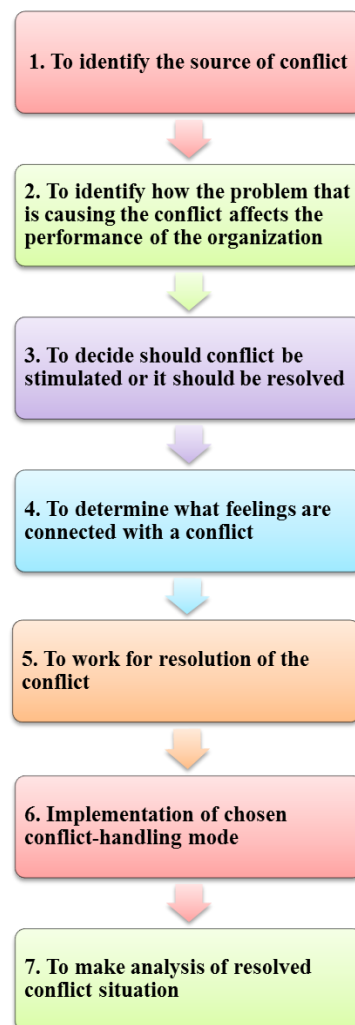 1. To identify the source of conflict
2. To identify how the problem that
is causing the conflict affects the
performance of the organization
3. To decide should conflict be
stimulated or it should be resolved
4. To determine what feelings are
connected with a conflict
5. To work for resolution of the
conflict
6. Implementation of chosen
conflict-handling mode
7. To make analysis of resolved
conflict situation